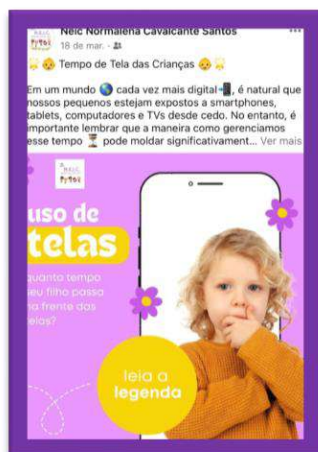 Neic Normalena Cavalcante Santos
18 de mar.
Tempo de Tela das Crianças
Em um mundo 🌎 cada vez mais digital📲, é natural que
nossos pequenos estejam expostos a smartphones,
tablets, computadores e TVs desde cedo. No entanto, é
importante lembrar que a maneira como gerenciamos
esse tempo ⏳ pode moldar significativament... Ver mais
uso de
telas
quanto tempo
seu filho passa
na frente das
telas?
leia a
legenda